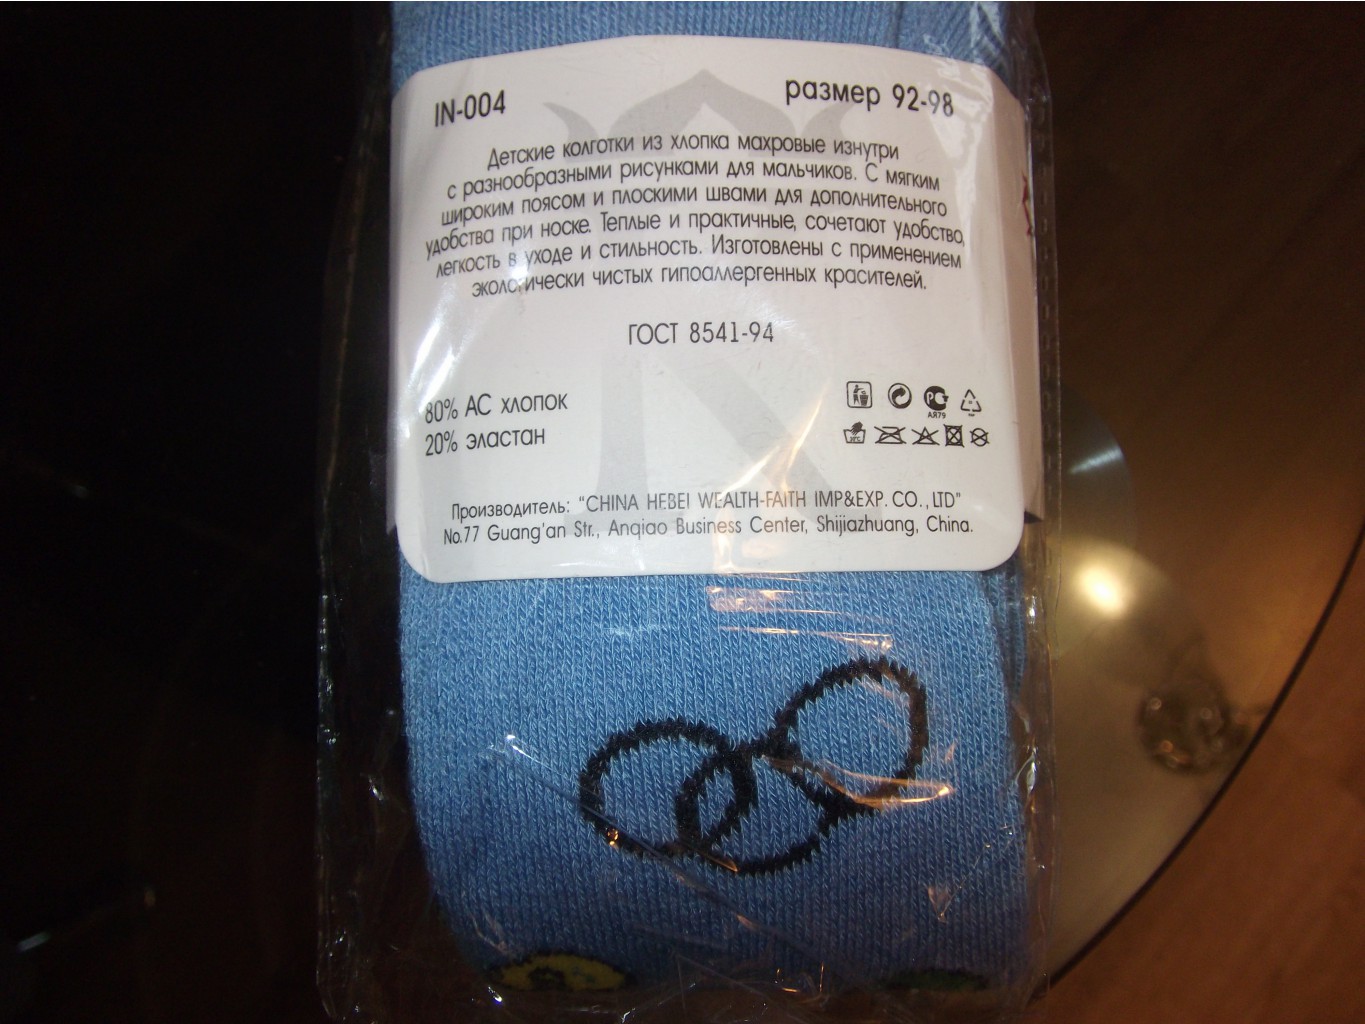 IN-004
размер 92-98
Детские колготки из хлопка махровые изнутри
с разнообразными рисунками для мальчиков. С мягким
широким поясом и плоскими швами для дополнительного
удобства при носке. Теплые и практичные, сочетают удобство,
легкость в уходе и стильность. Изготовлены с применением
экологически чистых гипоаллергенных красителей.
ГОСТ 8541-94
80% АС хлопок
20% эластан
АЯ79
Производитель: "CHINA HEBEI WEALTH-FAITH IMP&EXP. CO., LTD"
No.77 Guang'an Str., Anqiao Business Center, Shijiazhuang, China.